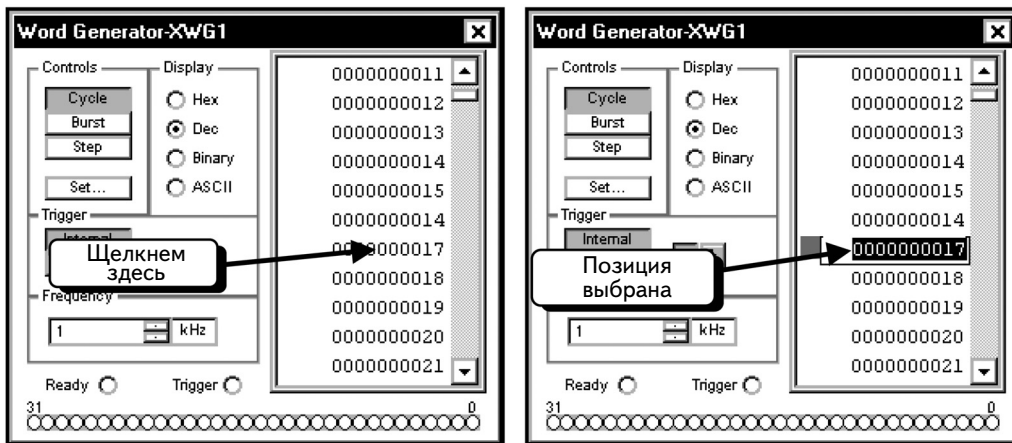 Word Generator-XWG1
Controls
Cycle
Burst
Step
Set...
Display
Hex
Dec
Binary
ASCII
Trigger
Internal
Щелкнем
здесь
Frequency
1 kHz
Ready
Trigger
0000000011
0000000012
0000000013
0000000014
0000000015
0000000014
0000000017
0000000018
0000000019
0000000020
0000000021
31 0
Word Generator-XWG1
Controls
Cycle
Burst
Step
Set...
Display
Hex
Dec
Binary
ASCII
Trigger
Internal
Позиция
выбрана
1 kHz
Ready
Trigger
0000000011
0000000012
0000000013
0000000014
0000000015
0000000014
0000000017
0000000018
0000000019
0000000020
0000000021
31 0